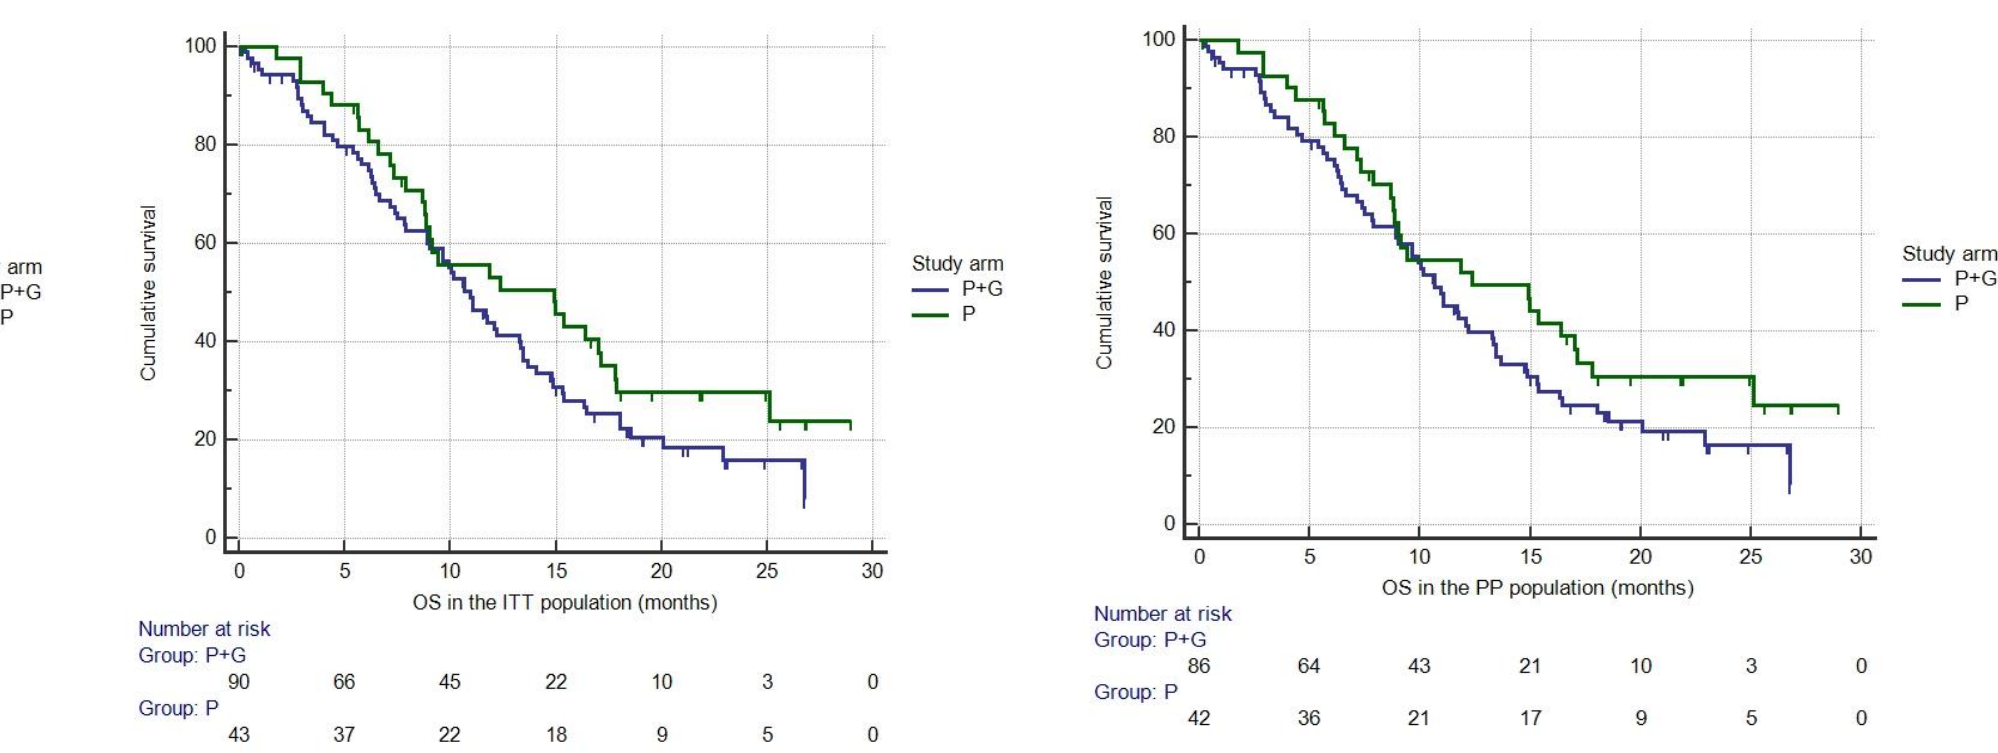 arm
P+G
P
Cumulative survival
100
80
60
40
20
0
0 5 10 15 20 25 30
OS in the ITT population (months)
Study arm
P+G
P
Number at risk
Group: P+G
90 66 45 22 10 3 0
Group: P
43 37 22 18 9 5 0
Cumulative survival
100
80
60
40
20
0
0 5 10 15 20 25 30
OS in the PP population (months)
Study arm
P+G
P
Number at risk
Group: P+G
86 64 43 21 10 3 0
Group: P
42 36 21 17 9 5 0